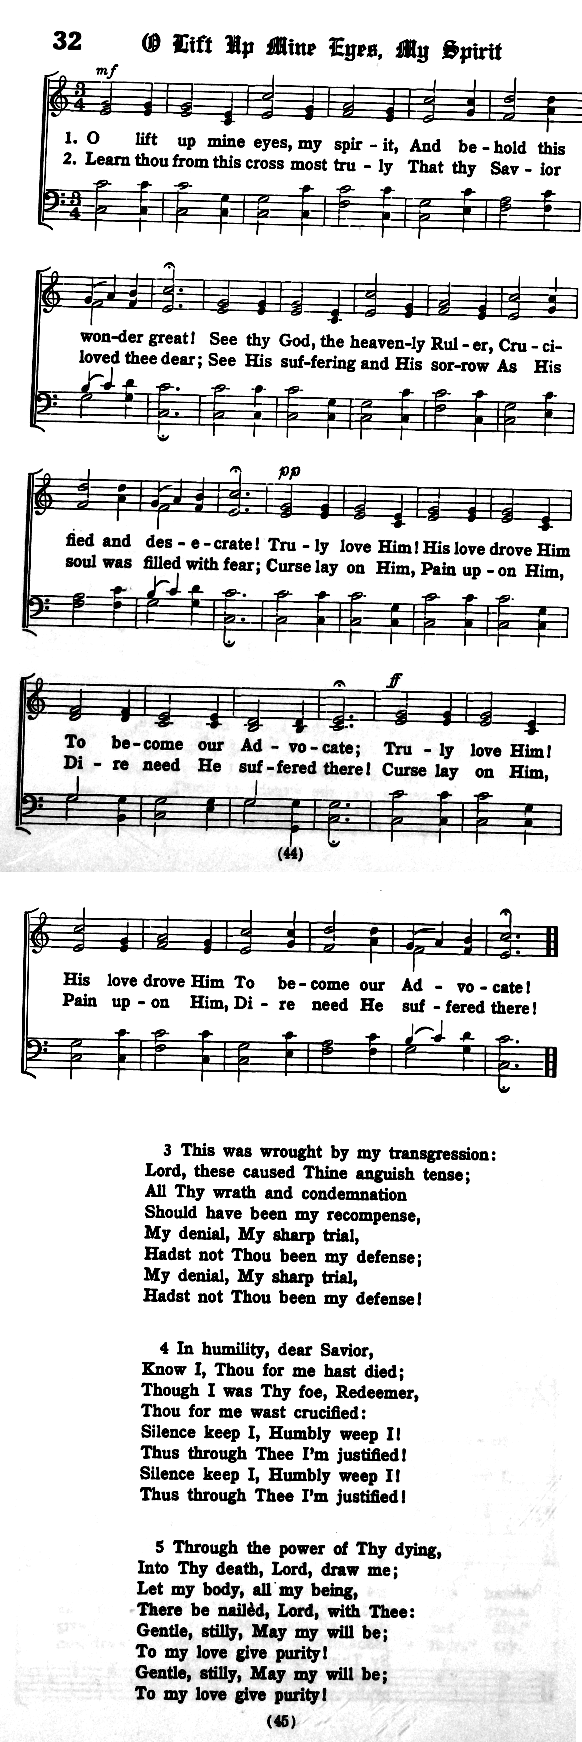 32 O Lift Up Mine Eyes, My Spirit
mf
1. O lift up mine eyes, my spir - it, And be - hold this
2. Learn thou from this cross most tru - ly That thy Sav - ior
won-der great! See thy God, the heaven-ly Rul - er, Cru - ci-
loved thee dear; See His suf-fering and His sor-row As His
pp
fied and des - e - crate! Tru - ly love Him! His love drove Him
soul was filled with fear; Curse lay on Him, Pain up - on Him,
ff
To be-come our Ad - vo-cate; Tru - ly love Him!
Di - re need He suf-fered there! Curse lay on Him,
(44)
His love drove Him To be-come our Ad - vo - cate!
Pain up - on Him, Di - re need He suf - fered there!
3 This was wrought by my transgression:
Lord, these caused Thine anguish tense;
All Thy wrath and condemnation
Should have been my recompense,
My denial, My sharp trial,
Hadst not Thou been my defense;
My denial, My sharp trial,
Hadst not Thou been my defense!
4 In humility, dear Savior,
Know I, Thou for me hast died;
Though I was Thy foe, Redeemer,
Thou for me wast crucified:
Silence keep I, Humbly weep I!
Thus through Thee I'm justified!
Silence keep I, Humbly weep I!
Thus through Thee I'm justified!
5 Through the power of Thy dying,
Into Thy death, Lord, draw me;
Let my body, all my being,
There be nailèd, Lord, with Thee:
Gentle, stilly, May my will be;
To my love give purity!
Gentle, stilly, May my will be;
To my love give purity!
(45)